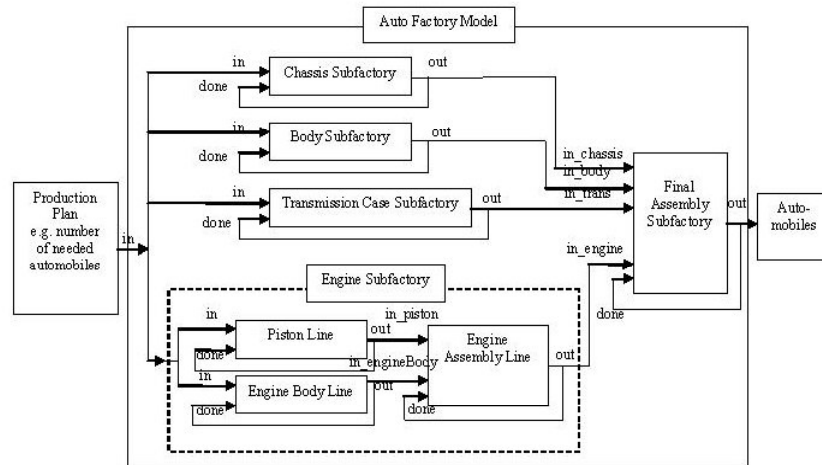 Auto Factory Model
in
out
done
Chassis Subfactory
in
out
done
Body Subfactory
in
out
done
Transmission Case Subfactory
Production
Plan
e.g. number
of needed
automobiles
in
in_chassis
in_body
in_trans
in_engine
done
Final
Assembly
Subfactory
out
Auto-
mobiles
Engine Subfactory
in
out
done
Piston Line
in_piston
in
out
done
Engine Body Line
in_engineBody
done
Engine
Assembly Line
out